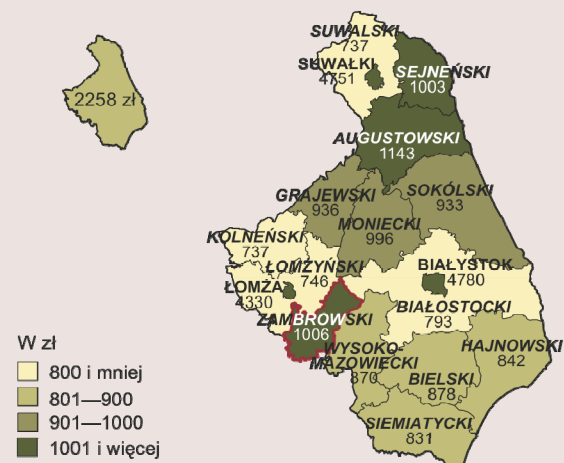 SUWALSKI
737
SUWAŁKI
4751
SEJNEŃSKI
1003
2258 zł
AUGUSTOWSKI
1143
GRAJEWSKI
936
SOKÓLSKI
933
MONIECKI
996
KOLNEŃSKI
737
ŁOMŻYŃSKI
746
BIAŁYSTOK
4780
ŁOMŻA
4330
BIAŁOSTOCKI
793
ZAMBROWSKI
1006
WYSOKO-
MAZOWIECKI
870
HAJNOWSKI
842
BIELSKI
878
SIEMIATYCKI
831
W zł
800 i mniej
801—900
901—1000
1001 i więcej